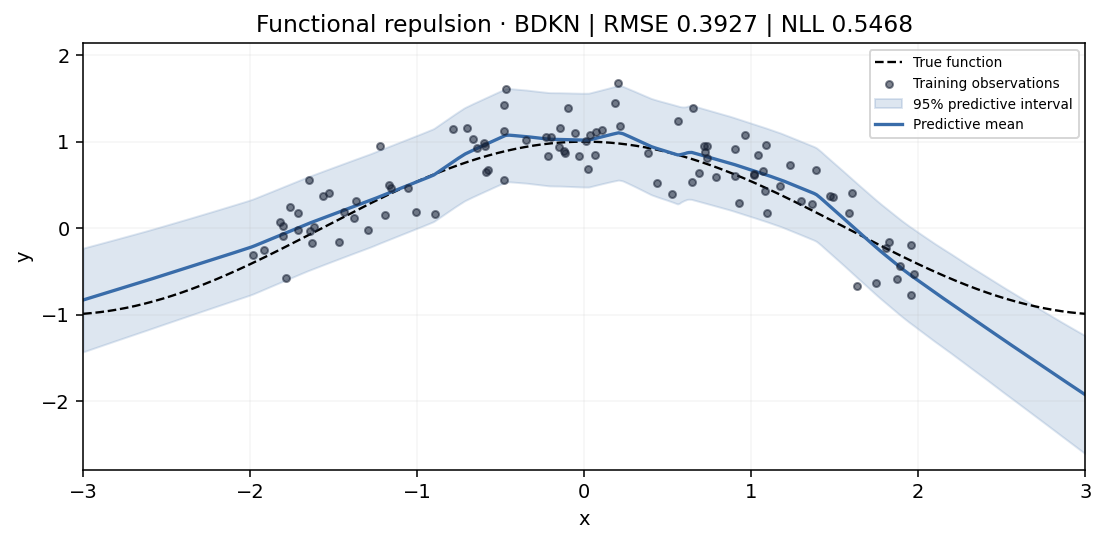 Functional repulsion · BDKN | RMSE 0.3927 | NLL 0.5468
True function
Training observations
95% predictive interval
Predictive mean
y
2
1
0
−1
−2
−3
−2
−1
0
1
2
3
x